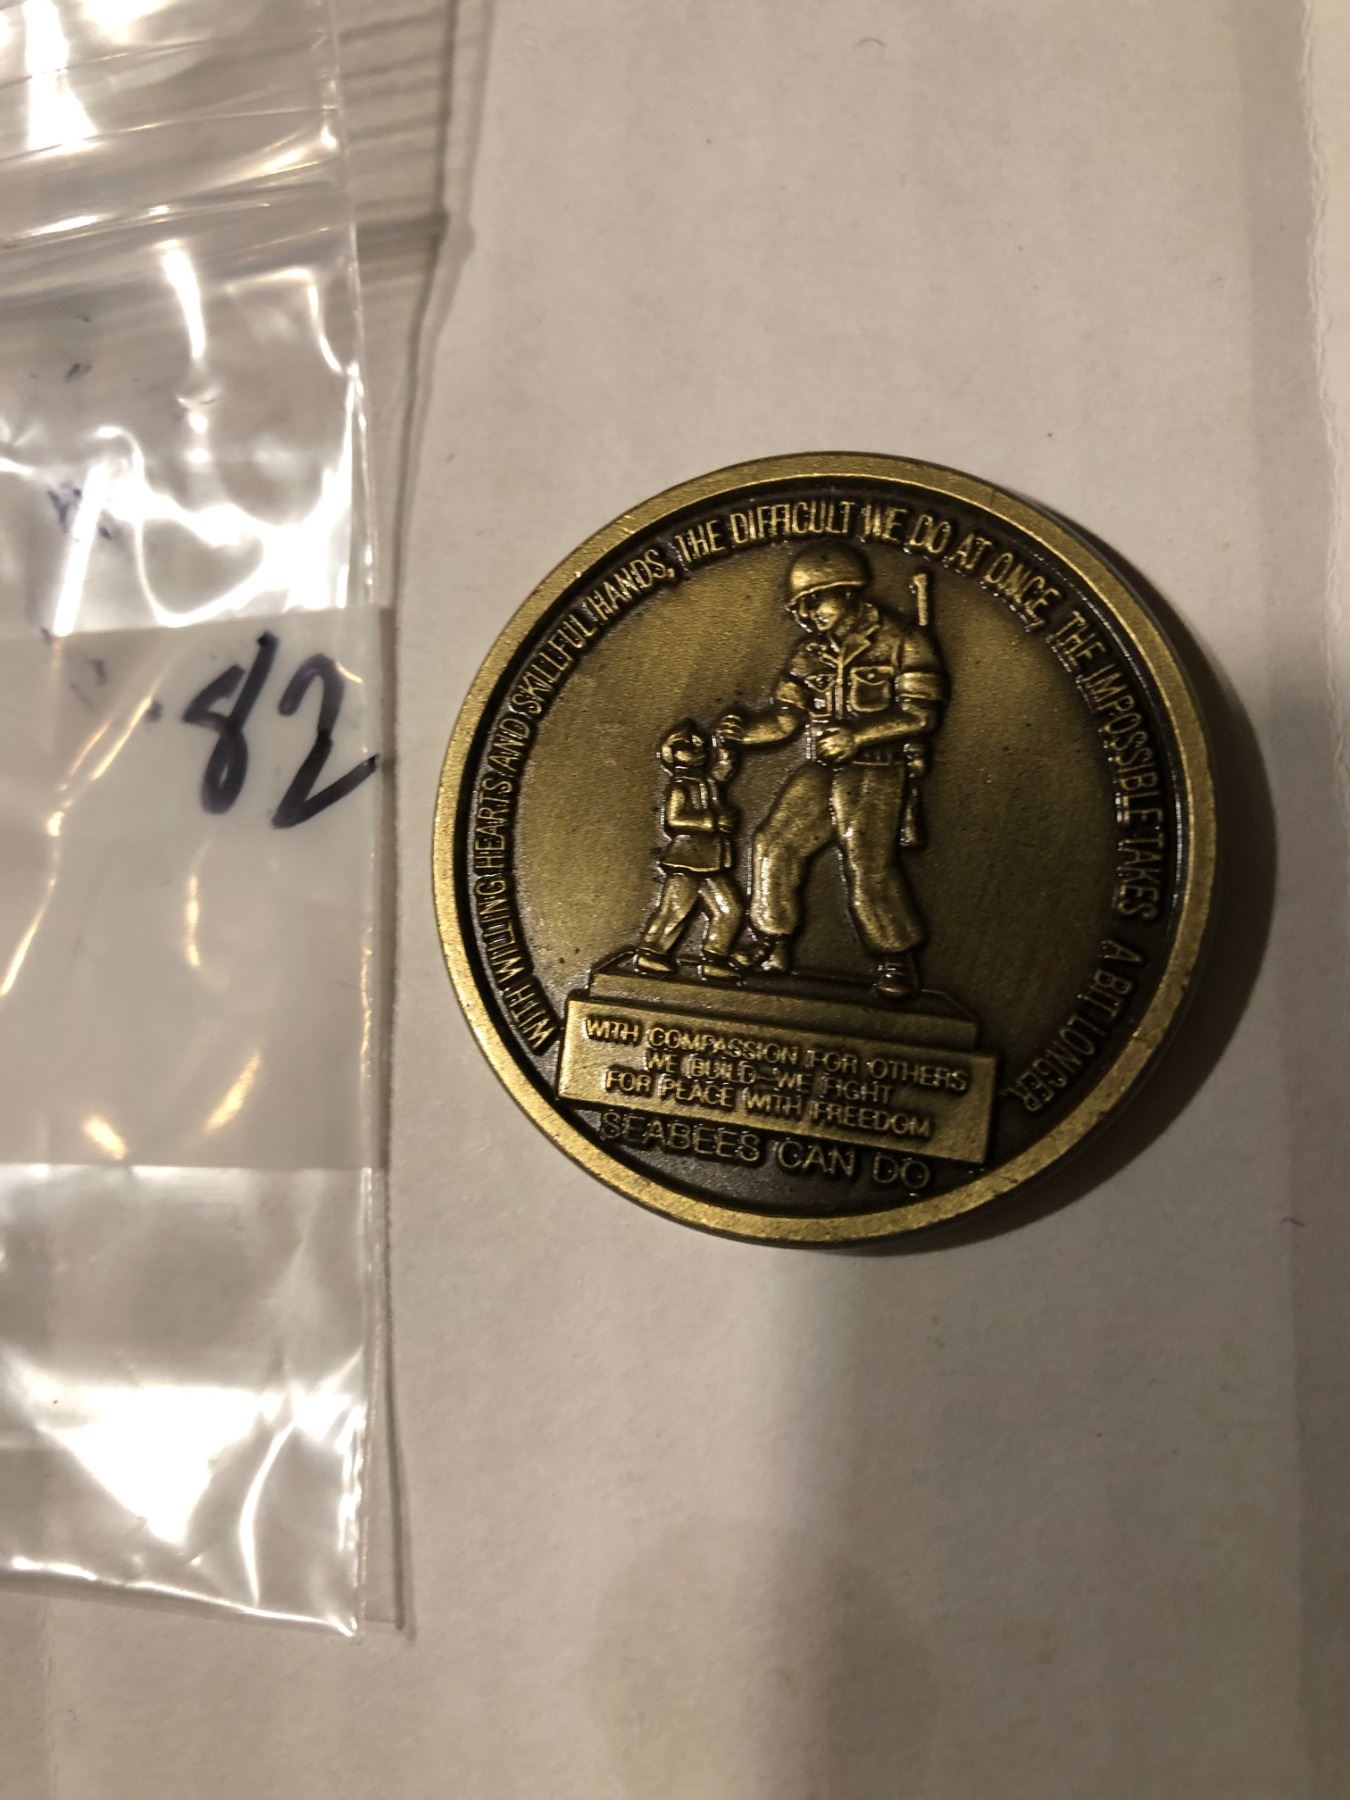 82
WITH WILLING HEARTS AND SKILLFUL HANDS, THE DIFFICULT WE DO AT ONCE, THE IMPOSSIBLE TAKES A BIT LONGER.
WITH COMPASSION FOR OTHERS
WE BUILD-WE FIGHT
FOR PEACE WITH FREEDOM
SEABEES CAN DO